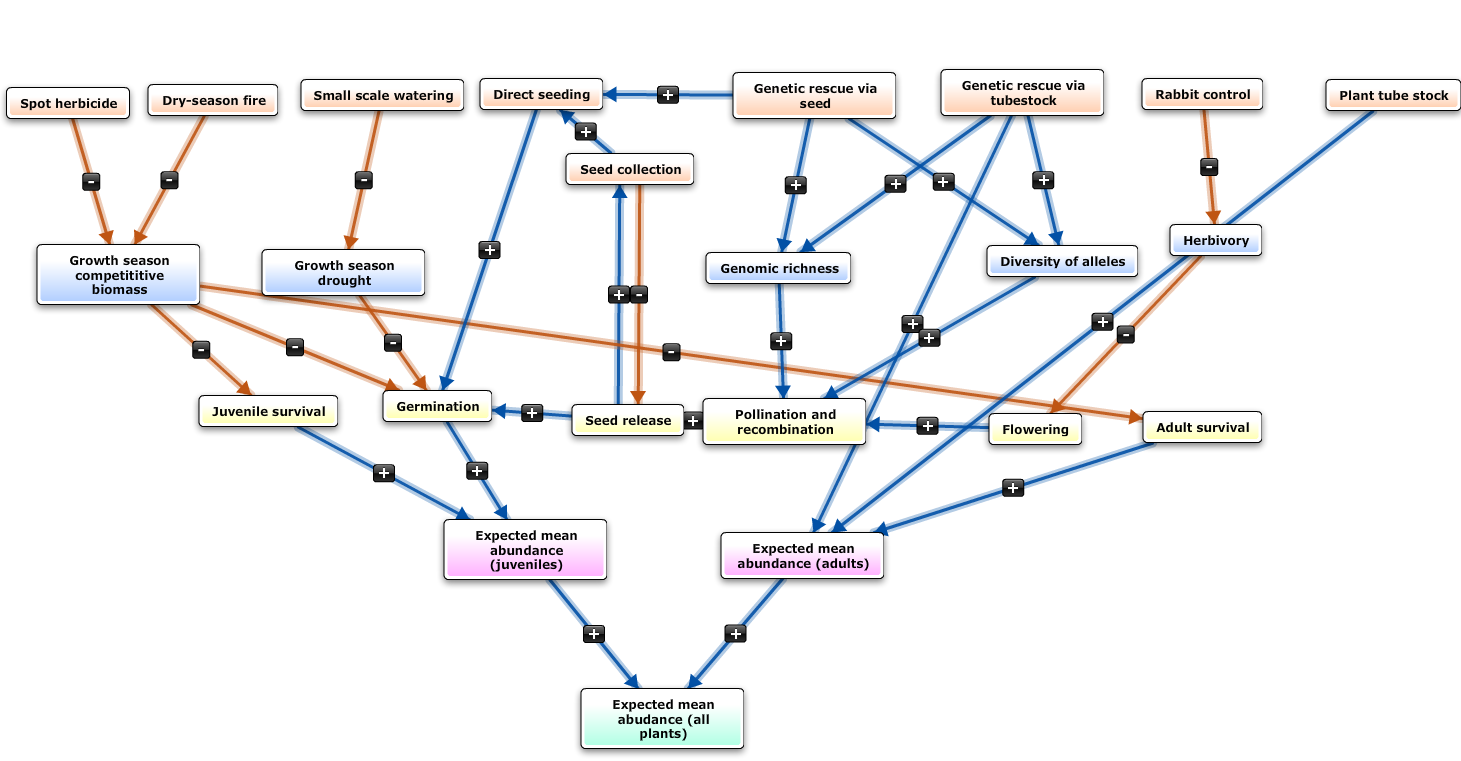 Spot herbicide
Dry-season fire
Small scale watering
Direct seeding
+
Genetic rescue via
seed
Genetic rescue via
tubestock
Rabbit control
Plant tube stock
+
Seed collection
-
-
-
+
+
+
+
-
Growth season
competititive
biomass
Growth season
drought
+
Genomic richness
Diversity of alleles
Herbivory
+
-
-
-
-
+
-
+
+
+
-
Juvenile survival
Germination
+
Seed release
+
Pollination and
recombination
+
Flowering
Adult survival
+
+
+
Expected mean
abundance
(juveniles)
Expected mean
abundance (adults)
+
+
Expected mean
abudance (all
plants)